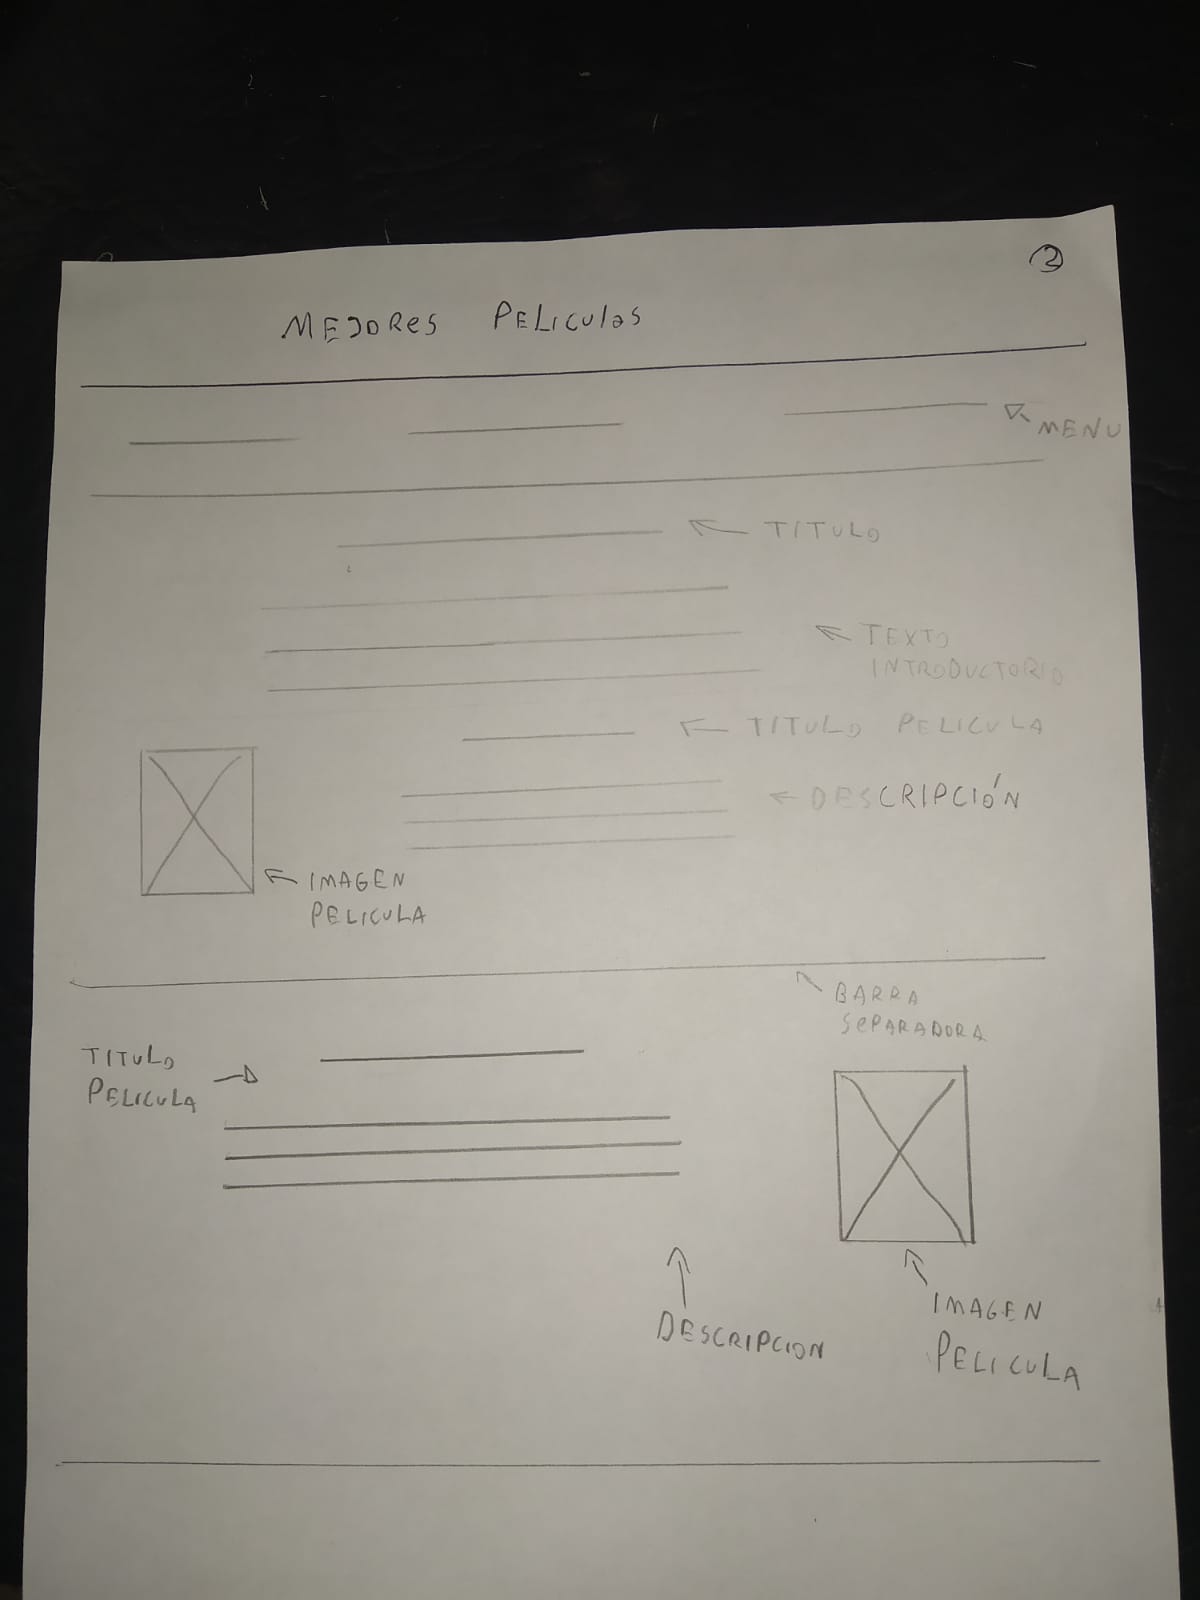 2
MEJORES PELICULAS
MENU
TITULO
TEXTO
INTRODUCTORIO
TITULO PELICULA
DESCRIPCIÓN
IMAGEN
PELICULA
BARRA
SEPARADORA
TITULO
PELICULA
DESCRIPCION
IMAGEN
PELICULA